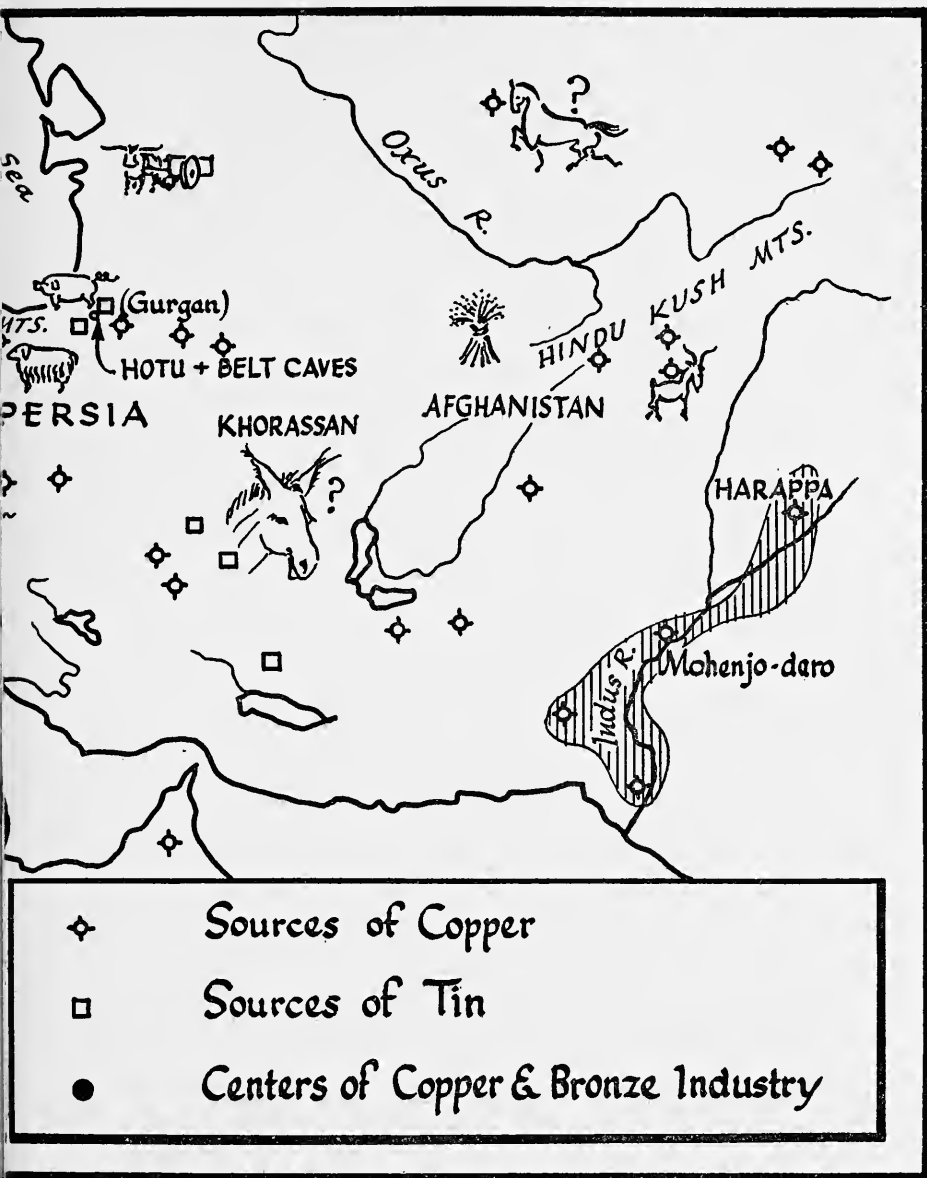 ?
Oxus R.
Sea
HINDU KUSH MTS.
(Gurgan)
MTS.
HOTU + BELT CAVES
PERSIA
AFGHANISTAN
KHORASSAN
?
HARAPPA
Mohenjo-daro
Indus R.
Sources of Copper
Sources of Tin
Centers of Copper & Bronze Industry